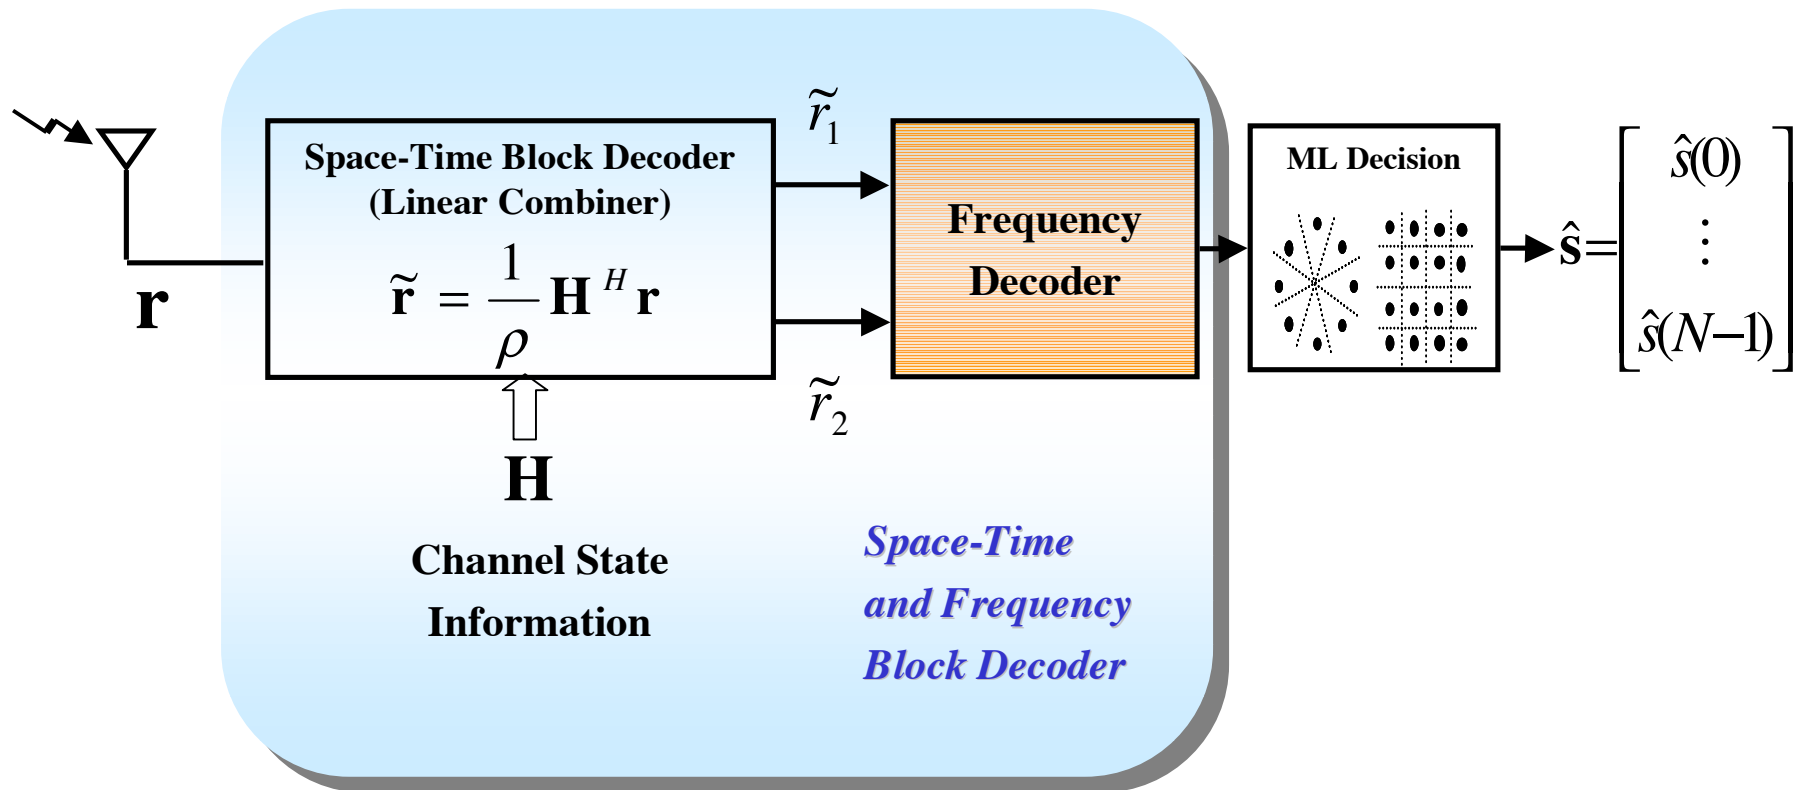 r
Space-Time Block Decoder
(Linear Combiner)
r̃ = 1/ρ H^H r
H
Channel State
Information
r̃₁
r̃₂
Frequency
Decoder
Space-Time
and Frequency
Block Decoder
ML Decision
ŝ = [ŝ(0) ⋮ ŝ(N−1)]